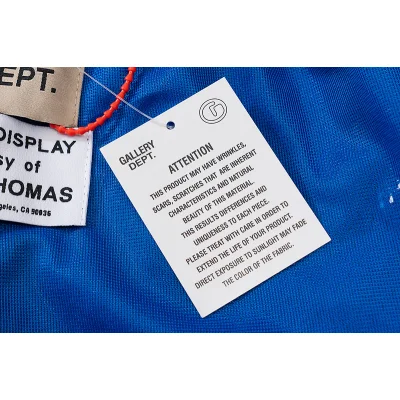 DEPT.
DISPLAY
sy of
HOMAS
geles, CA 90036
GALLERY
DEPT.
ATTENTION
THIS PRODUCT MAY HAVE WRINKLES,
SCARS, SCRATCHES THAT ARE INHERENT
CHARACTERISTICS AND NATURAL
BEAUTY OF THIS MATERIAL.
THIS RESULTS DIFFERENCES AND
UNIQUENESS TO EACH PIECE.
PLEASE TREAT WITH CARE IN ORDER TO
EXTEND THE LIFE OF YOUR PRODUCT.
DIRECT EXPOSURE TO SUNLIGHT MAY FADE
THE COLOR OF THE FABRIC.